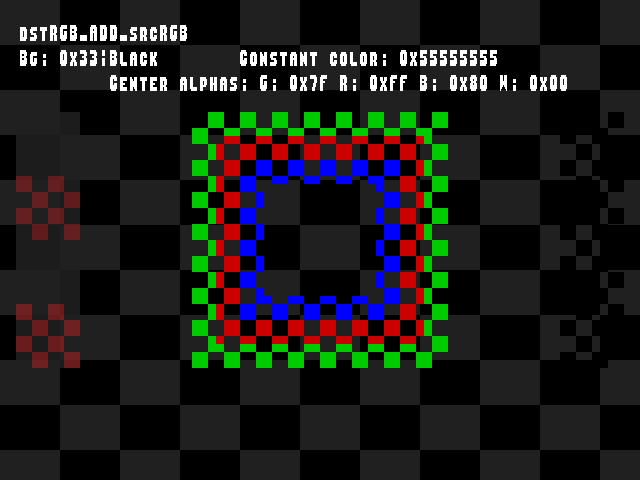 dstRGB_ADD_srcRGB
Bg: 0x33|Black Constant color: 0x55555555
Center alphas: G: 0x7f R: 0xff B: 0x80 W: 0x00